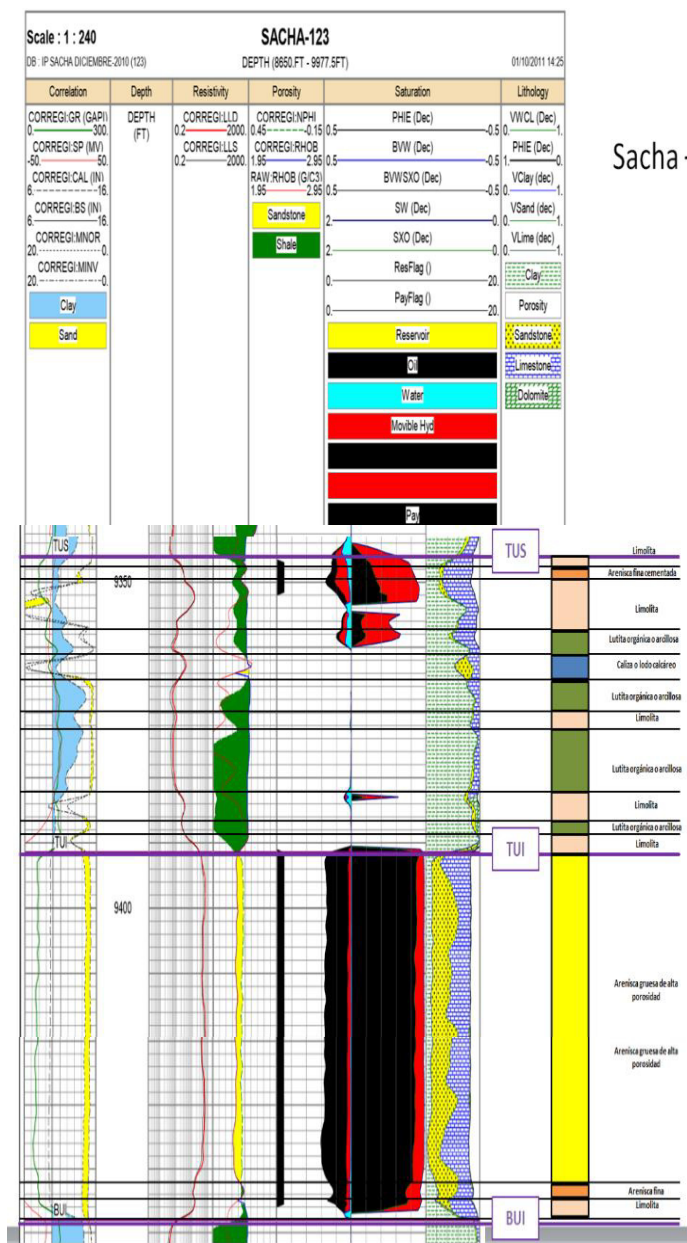 Scale : 1 : 240
SACHA-123
DB : IP SACHA DICIEMBRE-2010 (123)
DEPTH (8650.FT - 9977.5FT)
01/10/2011 14:25
Correlation
Depth
Resistivity
Porosity
Saturation
Lithology
CORREGI:GR (GAPI)
0. 300.
CORREGI:SP (MV)
-50. 50.
CORREGI:CAL (IN)
6. 16.
CORREGI:BS (IN)
6. 16.
CORREGI:MNOR
20. 0.
CORREGI:MINV
20. 0.
Clay
Sand
DEPTH
(FT)
CORREGI:LLD
0.2 2000.
CORREGI:LLS
0.2 2000.
CORREGI:NPHI
0.45 -0.15
CORREGI:RHOB
1.95 2.95
RAW:RHOB (G/C3)
1.95 2.95
Sandstone
Shale
PHIE (Dec)
0.5 -0.5
BVW (Dec)
0.5 -0.5
BVWSXO (Dec)
0.5 -0.5
SW (Dec)
2. 0.
SXO (Dec)
2. 0.
ResFlag ()
0. 20.
PayFlag ()
0. 20.
Reservoir
Oil
Water
Movible Hyd
Pay
VWCL (Dec)
0. 1.
PHIE (Dec)
1. 0.
VClay (dec)
0. 1.
VSand (dec)
0. 1.
VLime (dec)
0. 1.
Clay
Porosity
Sandstone
Limestone
Dolomite
Sacha -
TUS
TUS
Limolita
9350
Arenisca fina cementada
Limolita
Lutita orgánica o arcillosa
Caliza o lodo calcáreo
Lutita orgánica o arcillosa
Limolita
Lutita orgánica o arcillosa
Limolita
Lutita orgánica o arcillosa
TUI
TUI
Limolita
9400
Arenisca gruesa de alta
porosidad
Arenisca gruesa de alta
porosidad
Arenisca fina
Limolita
BUI
BUI